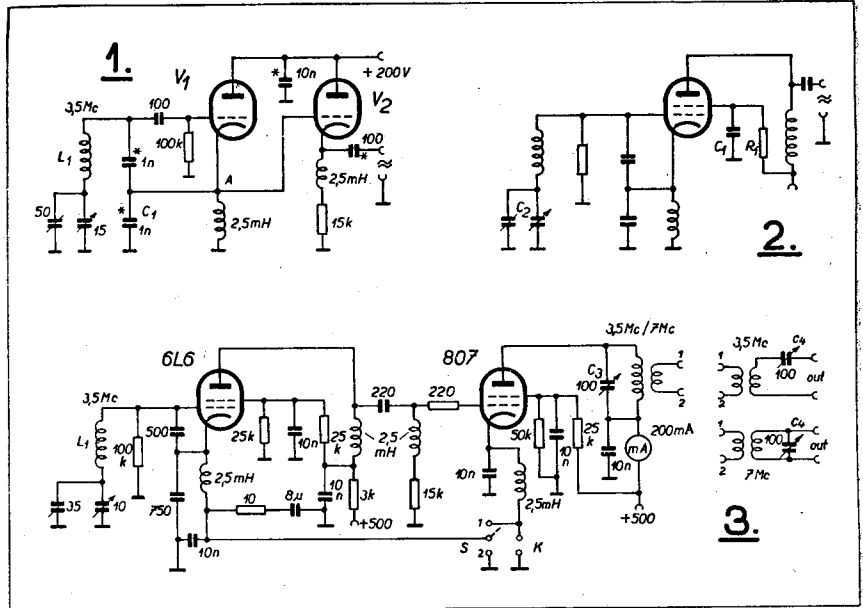 1.
V1
* 10n
+200V
V2
3,5Mc
100
100k
L1
* 1n
A
100 *
2,5mH
50
15
* C1
1n
2,5mH
15k
C1
R1
C2
2.
6L6
807
3,5Mc/7Mc
3,5Mc
C4
100
out
1
2
C3
100
1
2
3,5Mc
L1
100
k
500
25k
10n
25
k
220
220
2,5
mH
50k
10
n
25
k
200mA
mA
10n
C4
100
out
1
2
7Mc
2,5mH
10n
2,5mH
35
10
750
10
8μ
10
n
3k
+500
15k
+500
10n
S
1
2
K
3.